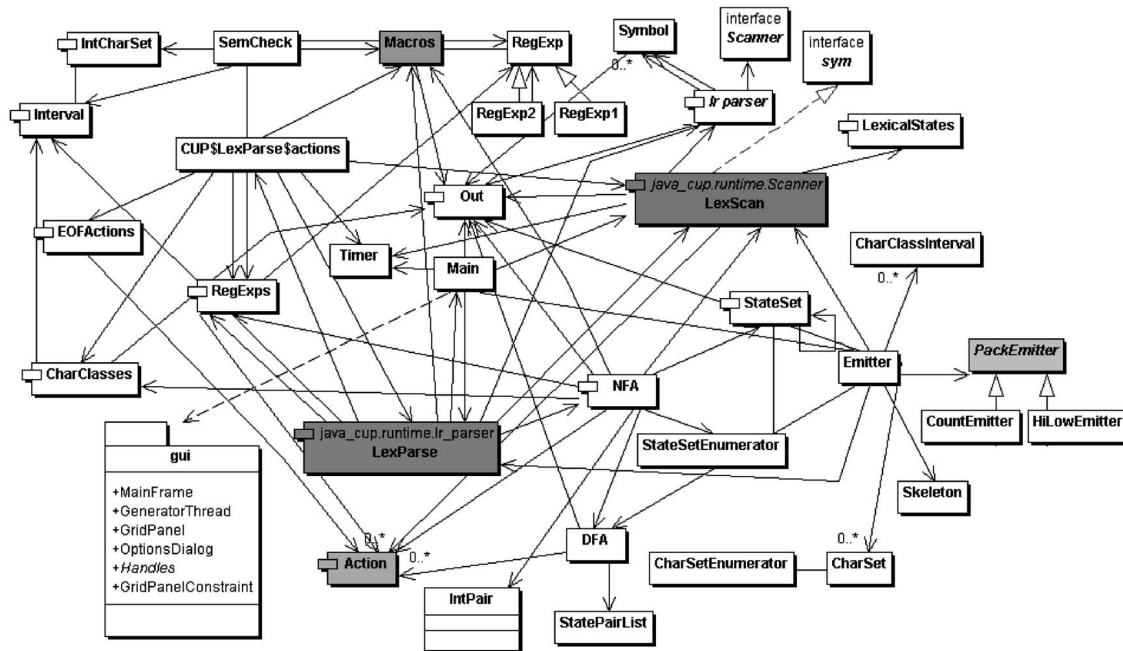 IntCharSet
SemCheck
Macros
RegExp
Symbol
interface
Scanner
interface
sym
0..*
Interval
RegExp2
RegExp1
lr parser
LexicalStates
CUP$LexParse$actions
java_cup.runtime.Scanner
LexScan
Out
EOFActions
Timer
Main
CharClassInterval
0..*
RegExps
StateSet
CharClasses
NFA
Emitter
PackEmitter
CountEmitter
HiLowEmitter
java_cup.runtime.lr_parser
LexParse
StateSetEnumerator
gui
+MainFrame
+GeneratorThread
+GridPanel
+OptionsDialog
+Handles
+GridPanelConstraint
Skeleton
0..*
0..*
Action
DFA
0..*
CharSetEnumerator
CharSet
IntPair
StatePairList